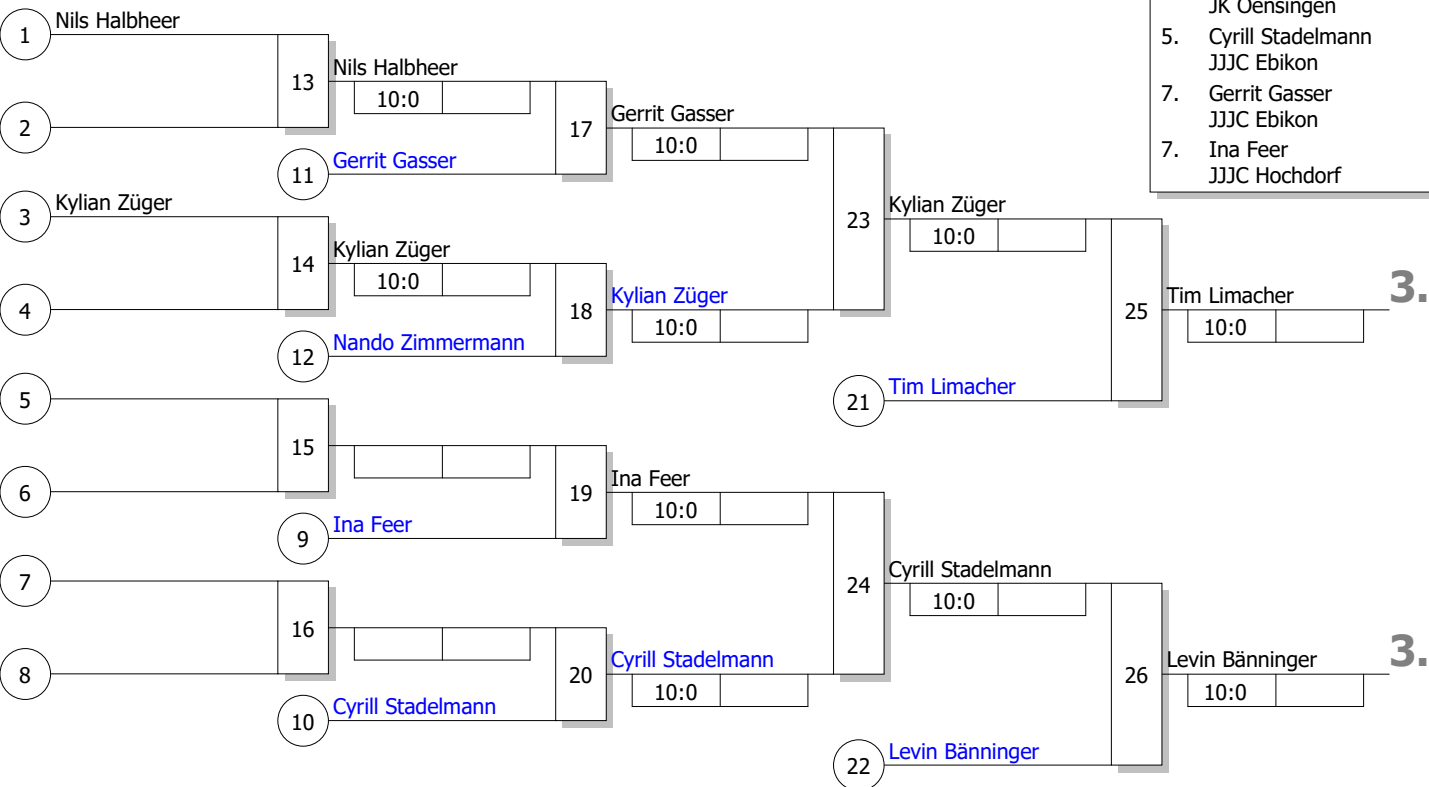 JK Oensingen
5. Cyrill Stadelmann
JJJC Ebikon
7. Gerrit Gasser
JJJC Ebikon
7. Ina Feer
JJJC Hochdorf
1 Nils Halbheer
13 Nils Halbheer
10:0
2
17 Gerrit Gasser
10:0
11 Gerrit Gasser
3 Kylian Züger
23 Kylian Züger
10:0
14 Kylian Züger
10:0
4
18 Kylian Züger
10:0
12 Nando Zimmermann
25 Tim Limacher 3.
10:0
21 Tim Limacher
5
15
6
19 Ina Feer
10:0
9 Ina Feer
7
24 Cyrill Stadelmann
10:0
16
8
20 Cyrill Stadelmann
10:0
10 Cyrill Stadelmann
26 Levin Bänninger 3.
10:0
22 Levin Bänninger